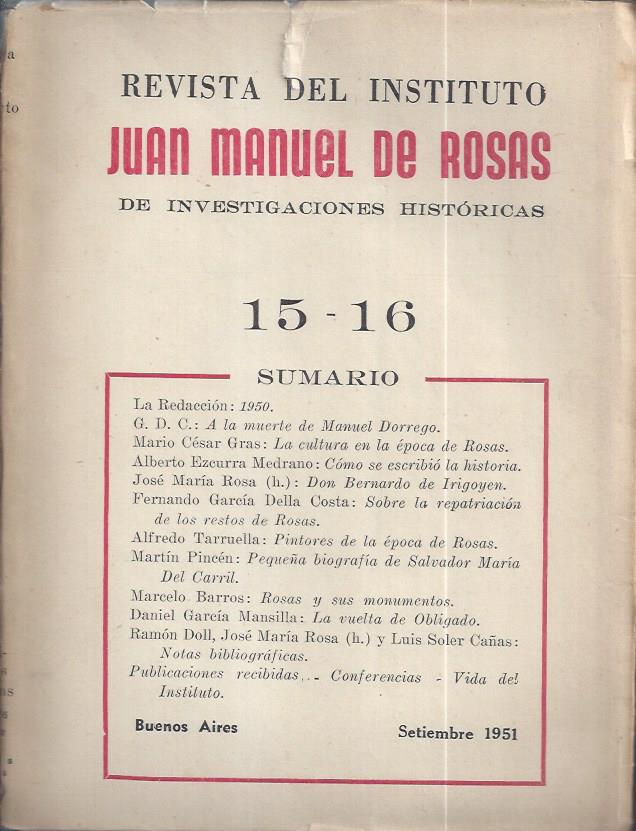 REVISTA DEL INSTITUTO
JUAN MANUEL DE ROSAS
DE INVESTIGACIONES HISTÓRICAS
15 - 16
SUMARIO
La Redacción: 1950.
G. D. C.: A la muerte de Manuel Dorrego.
Mario César Gras: La cultura en la época de Rosas.
Alberto Ezcurra Medrano: Cómo se escribió la historia.
José María Rosa (h.): Don Bernardo de Irigoyen.
Fernando García Della Costa: Sobre la repatriación
de los restos de Rosas.
Alfredo Tarruella: Pintores de la época de Rosas.
Martín Pincén: Pequeña biografía de Salvador María
Del Carril.
Marcelo Barros: Rosas y sus monumentos.
Daniel García Mansilla: La vuelta de Obligado.
Ramón Doll, José María Rosa (h.) y Luis Soler Cañas:
Notas bibliográficas.
Publicaciones recibidas. - Conferencias - Vida del
Instituto.
Buenos Aires Setiembre 1951